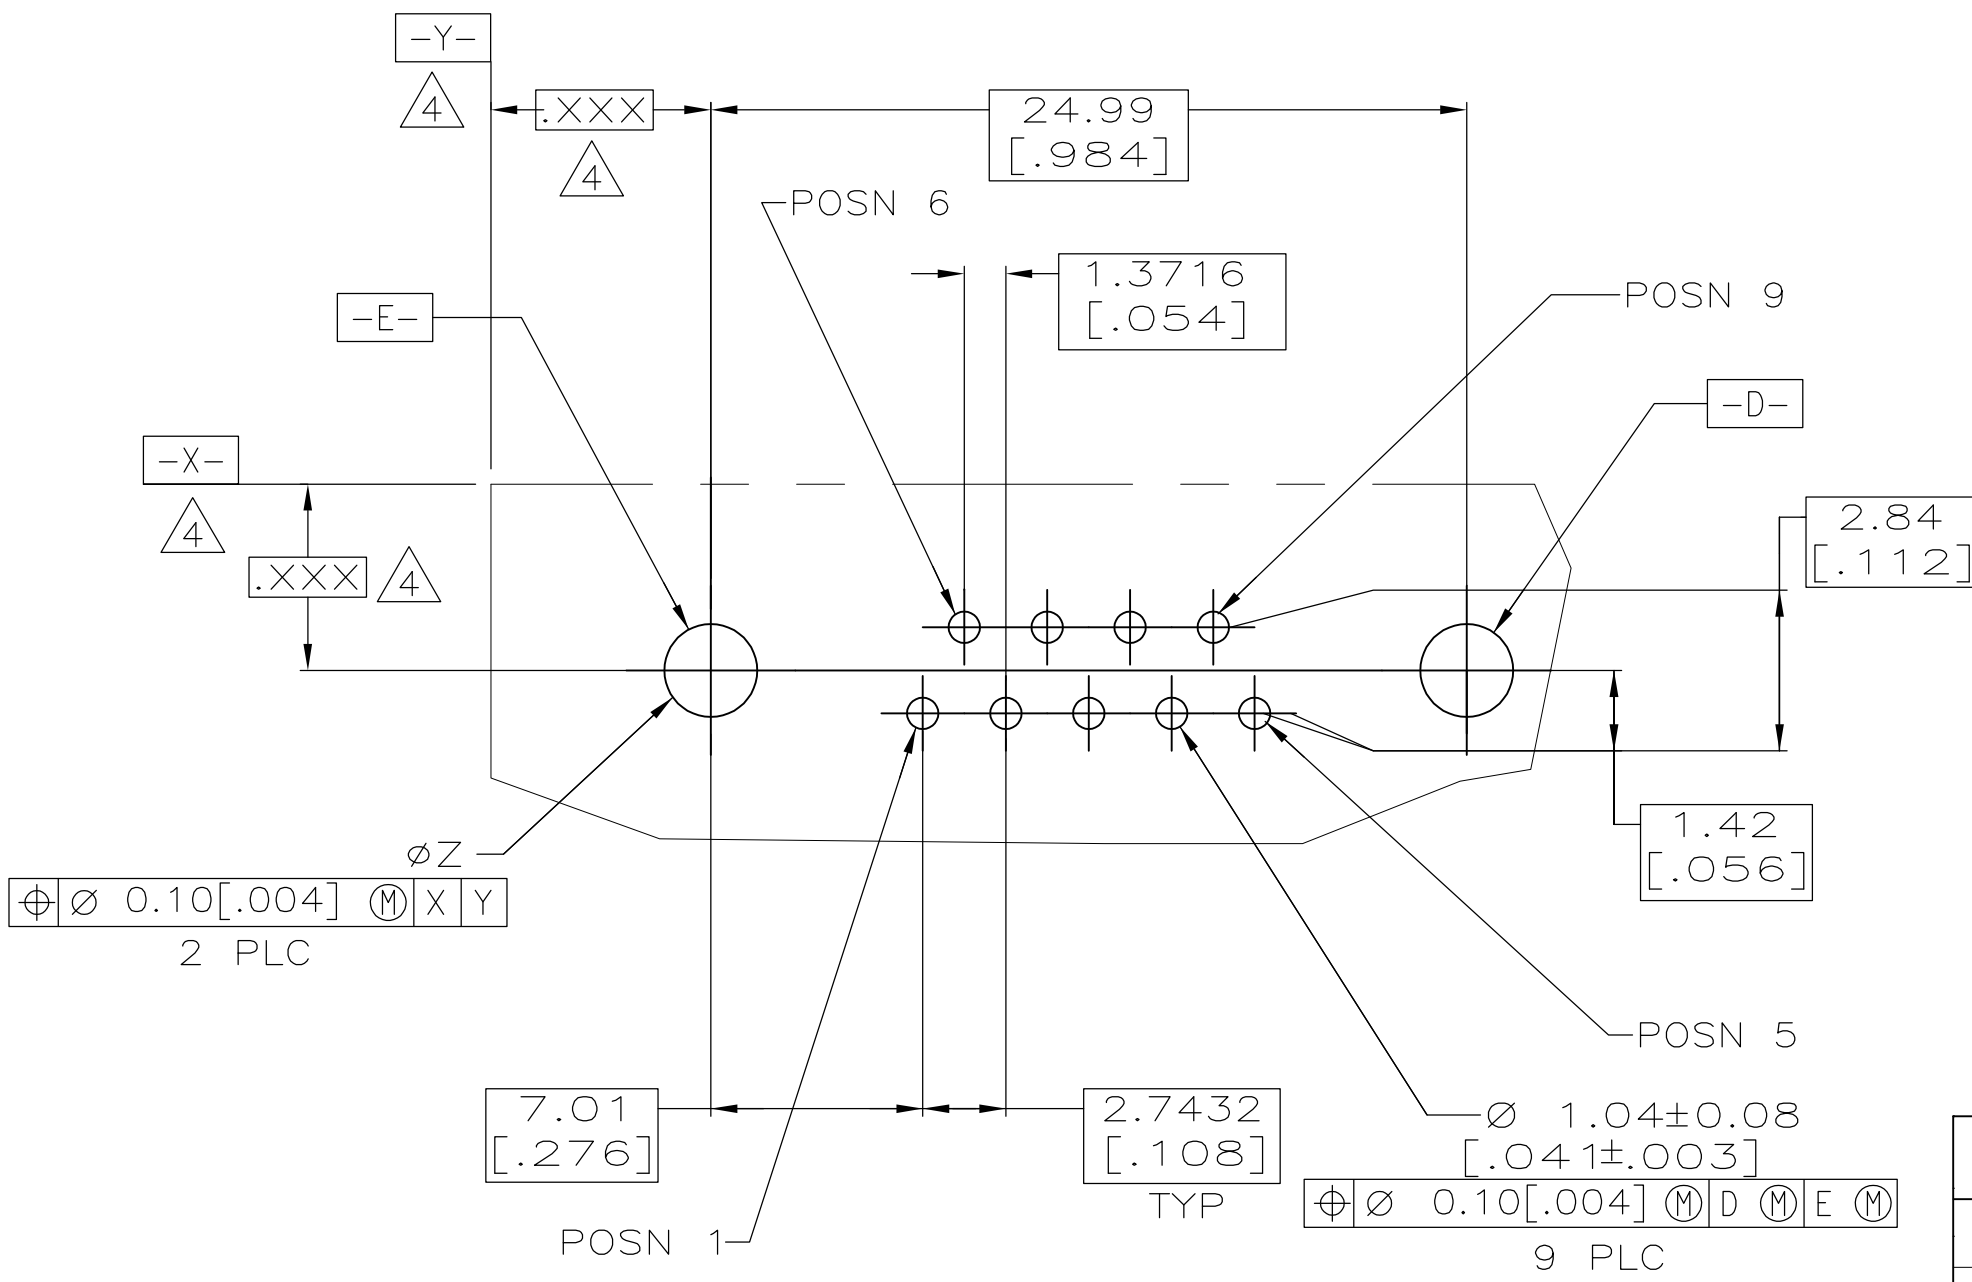 -Y-
4
.XXX
4
24.99
[.984]
POSN 6
1.3716
[.054]
POSN 9
-E-
-D-
-X-
4
.XXX
4
2.84
[.112]
1.42
[.056]
⌀Z
⌖ ⌀ 0.10[.004] Ⓜ X Y
2 PLC
POSN 5
7.01
[.276]
2.7432
[.108]
TYP
⌀ 1.04±0.08
[.041±.003]
⌖ ⌀ 0.10[.004] Ⓜ D Ⓜ E Ⓜ
9 PLC
POSN 1